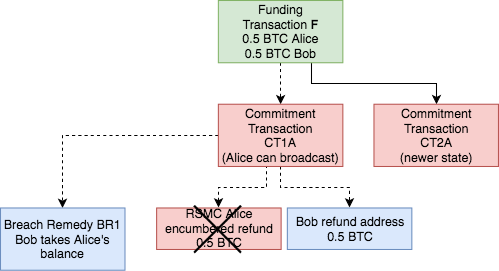 Funding
Transaction F
0.5 BTC Alice
0.5 BTC Bob
Commitment
Transaction
CT1A
(Alice can broadcast)
Commitment
Transaction
CT2A
(newer state)
Breach Remedy BR1
Bob takes Alice's
balance
RSMC Alice
encumbered refund
0.5 BTC
Bob refund address
0.5 BTC